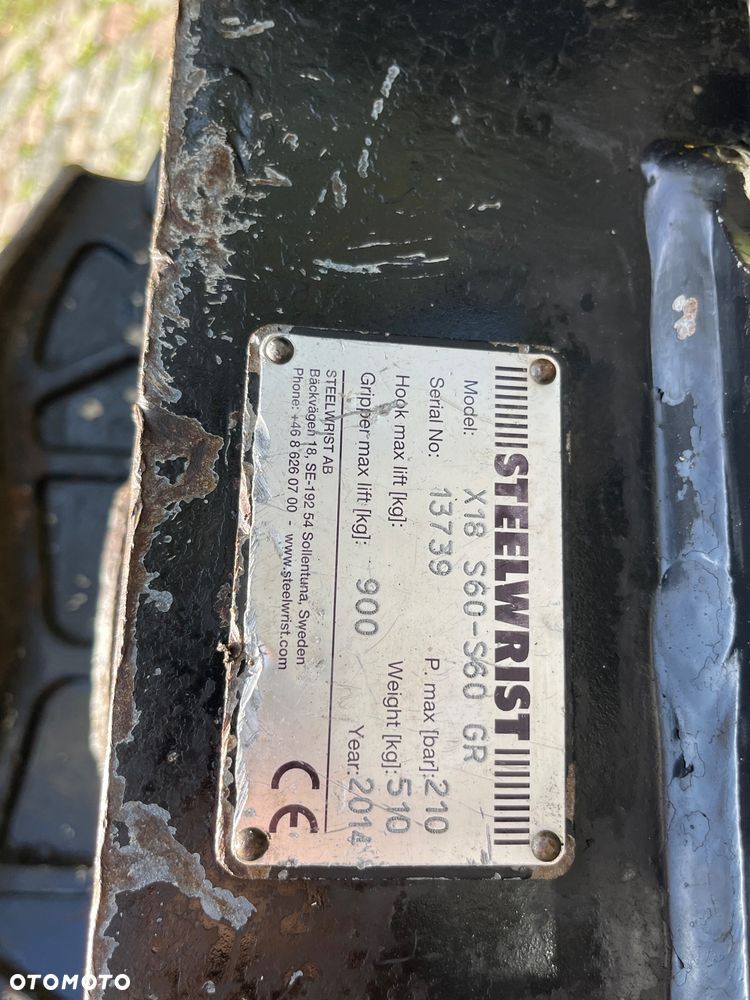 STEELWRIST
Model: X18 S60-S60 GR
Serial No: 13739 P. max [bar]: 210
Hook max lift [kg]: Weight [kg]: 510
Gripper max lift [kg]: 900 Year: 2014
STEELWRIST AB
Bäckvägen 18, SE-192 54 Sollentuna, Sweden
Phone: +46 8 626 07 00 - www.steelwrist.com
CE
OTOMOTO